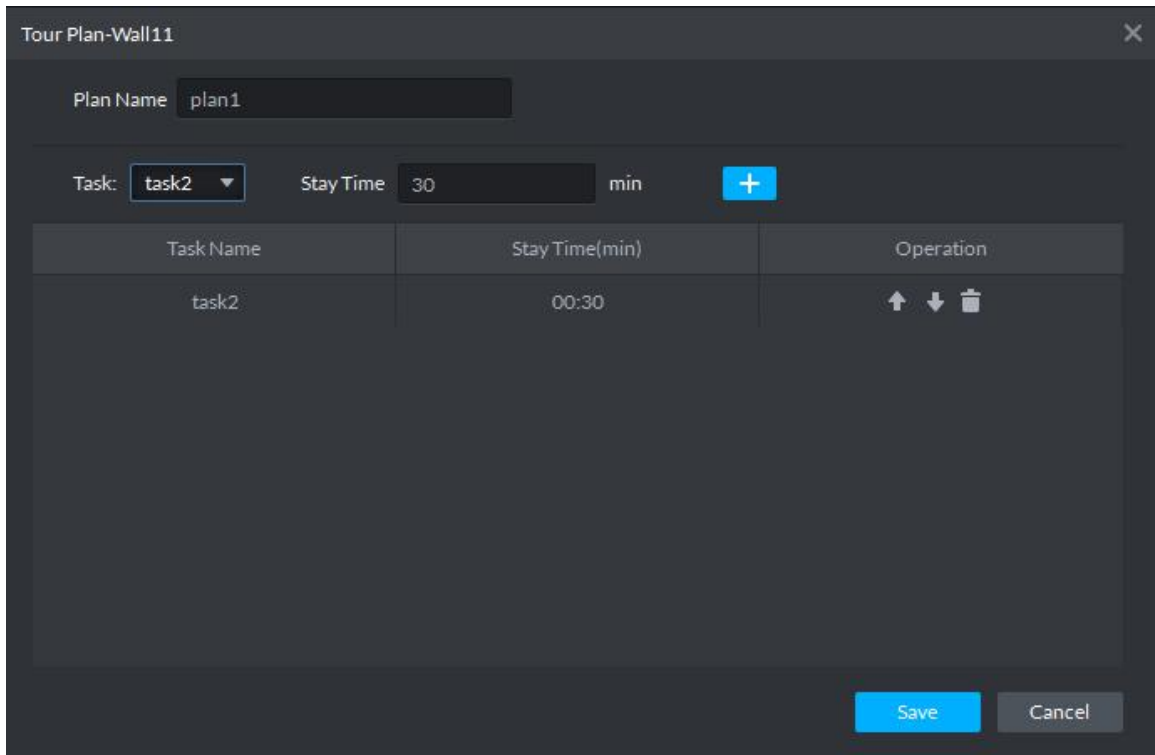 Tour Plan-Wall11
Plan Name plan1
Task: task2 Stay Time 30 min
Task Name Stay Time(min) Operation
task2 00:30
Save Cancel